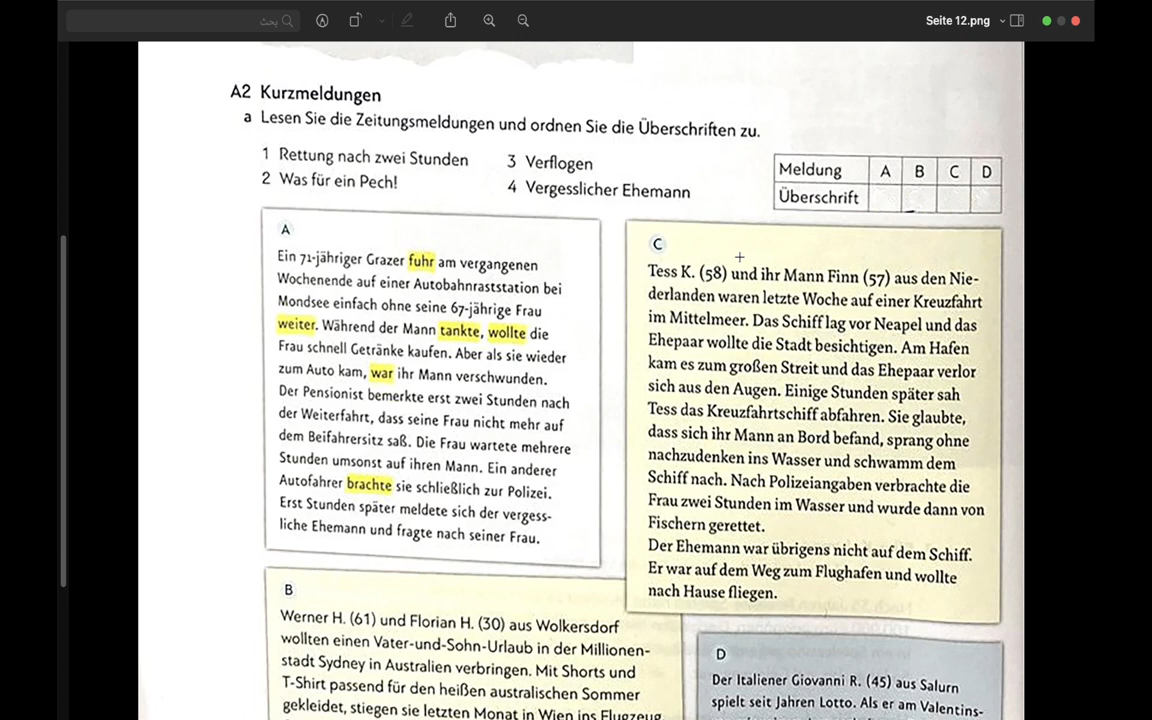 بحث
Seite 12.png
A2 Kurzmeldungen
a Lesen Sie die Zeitungsmeldungen und ordnen Sie die Überschriften zu.
1 Rettung nach zwei Stunden
2 Was für ein Pech!
3 Verflogen
4 Vergesslicher Ehemann
Meldung A B C D
Überschrift
A
Ein 71-jähriger Grazer fuhr am vergangenen
Wochenende auf einer Autobahnraststation bei
Mondsee einfach ohne seine 67-jährige Frau
weiter. Während der Mann tankte, wollte die
Frau schnell Getränke kaufen. Aber als sie wieder
zum Auto kam, war ihr Mann verschwunden.
Der Pensionist bemerkte erst zwei Stunden nach
der Weiterfahrt, dass seine Frau nicht mehr auf
dem Beifahrersitz saß. Die Frau wartete mehrere
Stunden umsonst auf ihren Mann. Ein anderer
Autofahrer brachte sie schließlich zur Polizei.
Erst Stunden später meldete sich der vergess-
liche Ehemann und fragte nach seiner Frau.
B
Werner H. (61) und Florian H. (30) aus Wolkersdorf
wollten einen Vater-und-Sohn-Urlaub in der Millionen-
stadt Sydney in Australien verbringen. Mit Shorts und
T-Shirt passend für den heißen australischen Sommer
gekleidet, stiegen sie letzten Monat in Wien ins Flugzeug.
C
Tess K. (58) und ihr Mann Finn (57) aus den Nie-
derlanden waren letzte Woche auf einer Kreuzfahrt
im Mittelmeer. Das Schiff lag vor Neapel und das
Ehepaar wollte die Stadt besichtigen. Am Hafen
kam es zum großen Streit und das Ehepaar verlor
sich aus den Augen. Einige Stunden später sah
Tess das Kreuzfahrtschiff abfahren. Sie glaubte,
dass sich ihr Mann an Bord befand, sprang ohne
nachzudenken ins Wasser und schwamm dem
Schiff nach. Nach Polizeiangaben verbrachte die
Frau zwei Stunden im Wasser und wurde dann von
Fischern gerettet.
Der Ehemann war übrigens nicht auf dem Schiff.
Er war auf dem Weg zum Flughafen und wollte
nach Hause fliegen.
D
Der Italiener Giovanni R. (45) aus Salurn
spielt seit Jahren Lotto. Als er am Valentins-